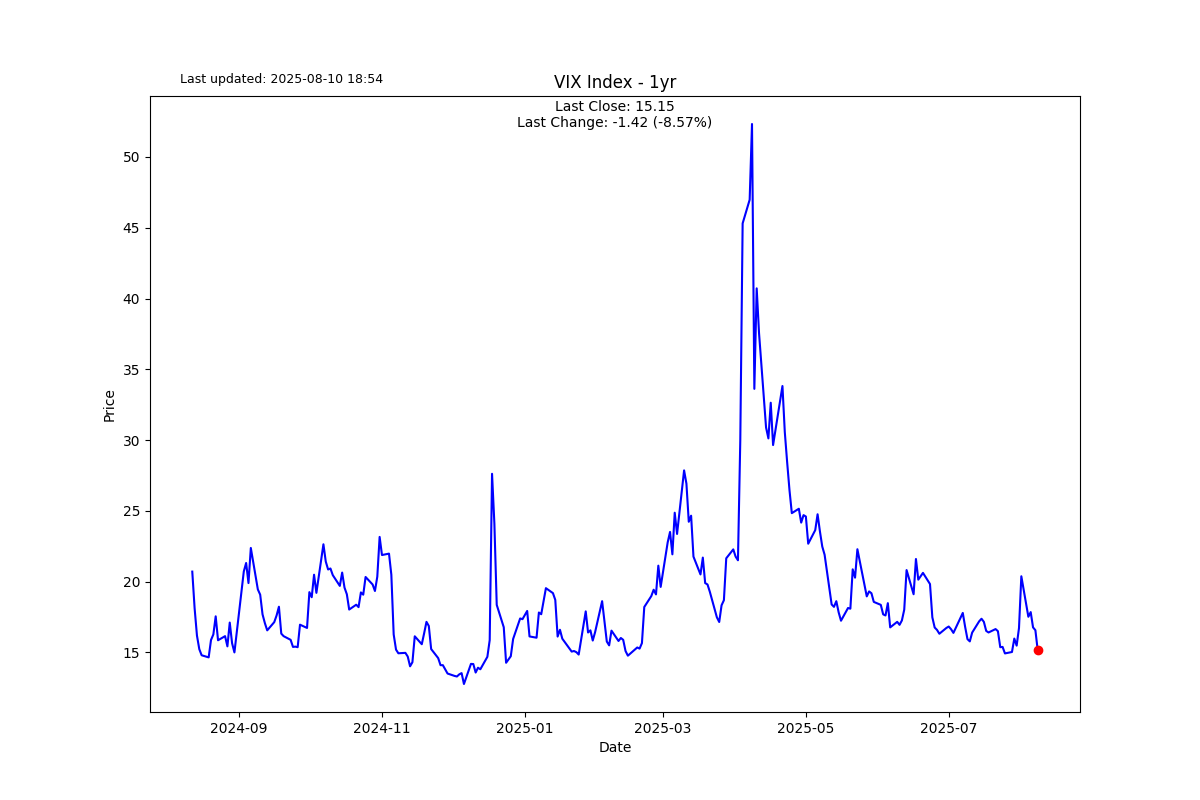 Last updated: 2025-08-10 18:54
VIX Index - 1yr
Last Close: 15.15
Last Change: -1.42 (-8.57%)
Price
50
45
40
35
30
25
20
15
2024-09
2024-11
2025-01
2025-03
2025-05
2025-07
Date